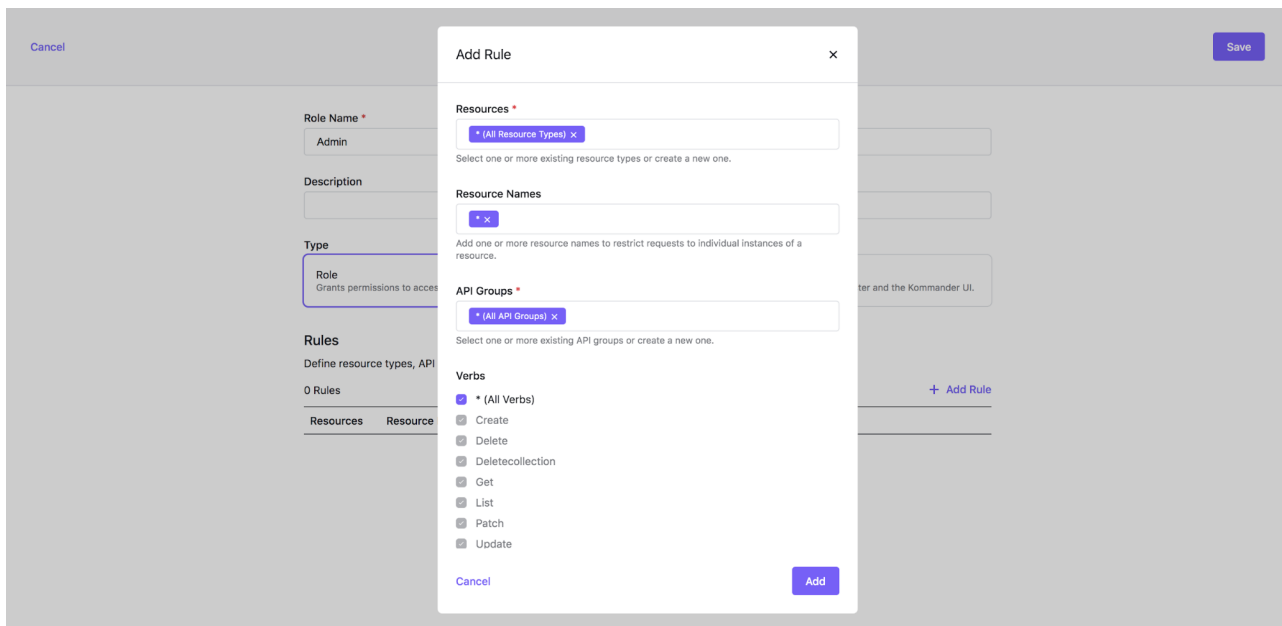 Cancel
Save
Role Name *
Admin
Description
Type
Role
Grants permissions to acces
ter and the Kommander UI.
Rules
Define resource types, API
0 Rules
+ Add Rule
Resources Resource
Add Rule ×
Resources *
* (All Resource Types) ×
Select one or more existing resource types or create a new one.
Resource Names
* ×
Add one or more resource names to restrict requests to individual instances of a
resource.
API Groups *
* (All API Groups) ×
Select one or more existing API groups or create a new one.
Verbs
* (All Verbs)
Create
Delete
Deletecollection
Get
List
Patch
Update
Cancel
Add